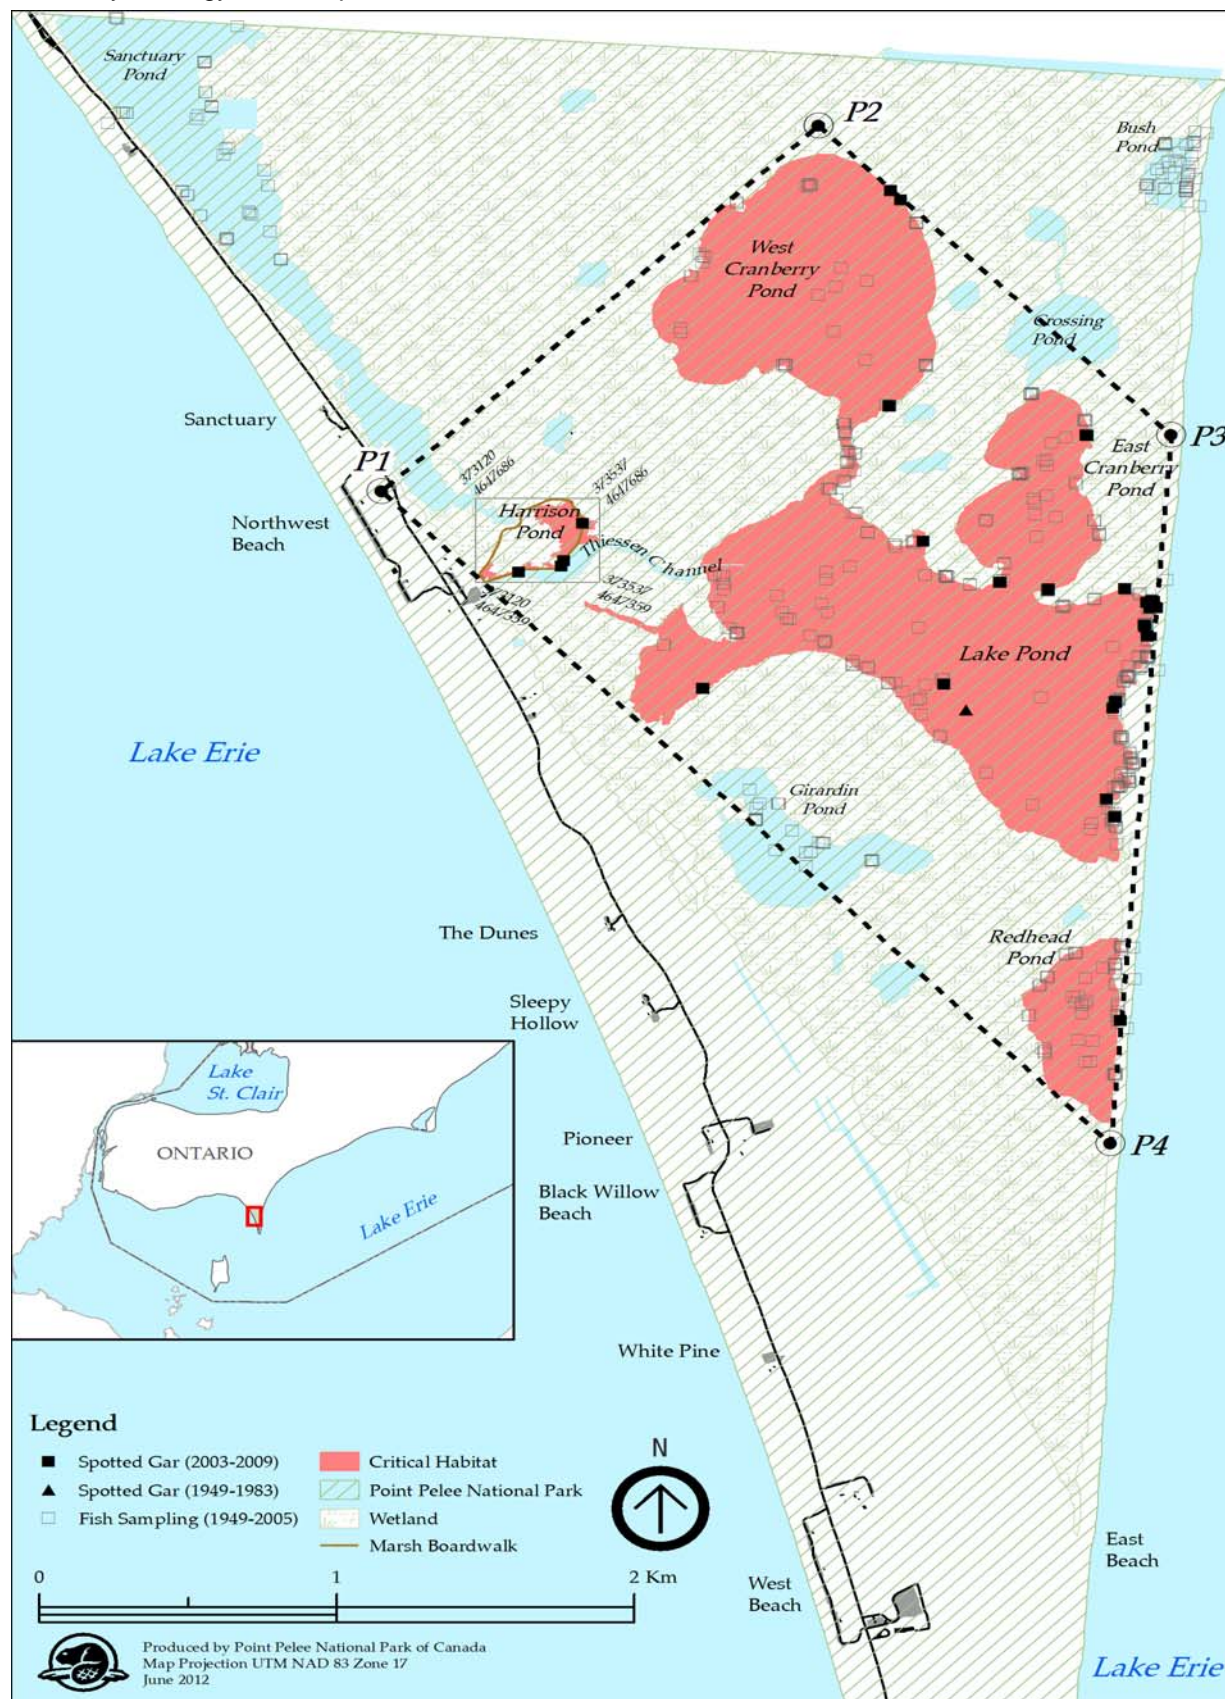 Sanctuary
Pond
P2
Bush
Pond
West
Cranberry
Pond
Crossing
Pond
Sanctuary
P1
P3
East
Cranberry
Pond
373120
4647686
373537
4647686
Harrison
Pond
Northwest
Beach
Thiessen Channel
373120
4647359
373537
4647359
Lake Pond
Lake Erie
Girardin
Pond
The Dunes
Redhead
Pond
Sleepy
Hollow
Lake
St. Clair
ONTARIO
Lake Erie
Pioneer
P4
Black Willow
Beach
White Pine
Legend
Spotted Gar (2003-2009)
Spotted Gar (1949-1983)
Fish Sampling (1949-2005)
Critical Habitat
Point Pelee National Park
Wetland
Marsh Boardwalk
N
East
Beach
0 1 2 Km
West
Beach
Produced by Point Pelee National Park of Canada
Map Projection UTM NAD 83 Zone 17
June 2012
Lake Erie